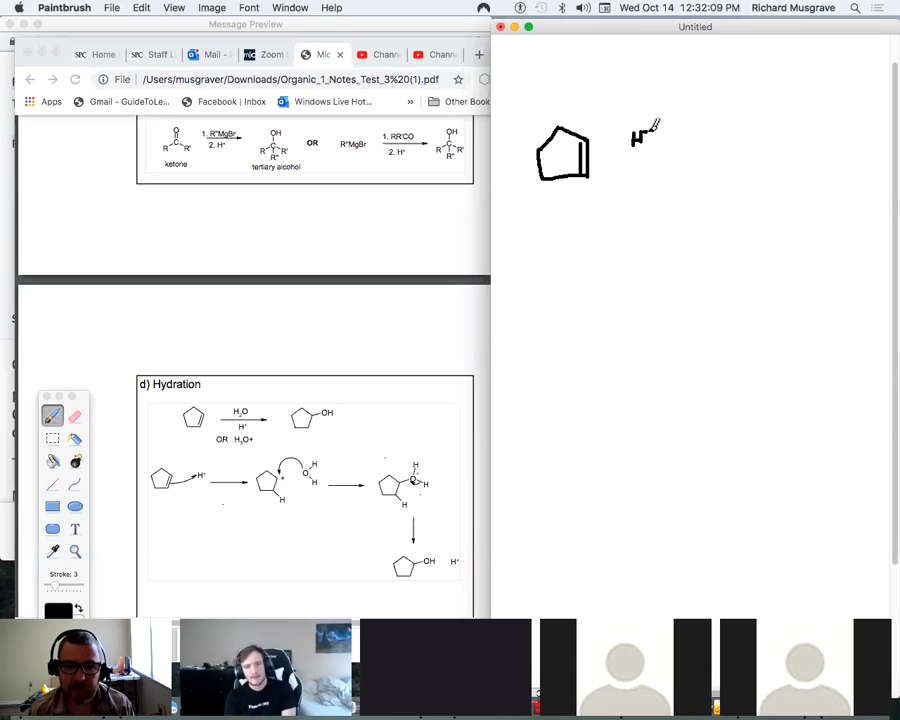 Paintbrush File Edit View Image Font Window Help Wed Oct 14 12:32:09 PM Richard Musgrave
Message Preview
Untitled
Home Staff L Mail - Zoom Mic Chann Chann
File /Users/musgraver/Downloads/Organic_1_Notes_Test_3%20(1).pdf
Apps Gmail - GuideToLe... Facebook | Inbox Windows Live Hot... » Other Book
O
R C R'
ketone
1. R"MgBr
2. H⁺
OH
R C R'
R"
tertiary alcohol
OR
R"MgBr
1. RR'CO
2. H⁺
OH
R C R'
R"
H
d) Hydration
H₂O
H⁺
OR H₃O+
OH
H⁺
+
H
O H
H
H
O H
H
OH H⁺
Stroke: 3